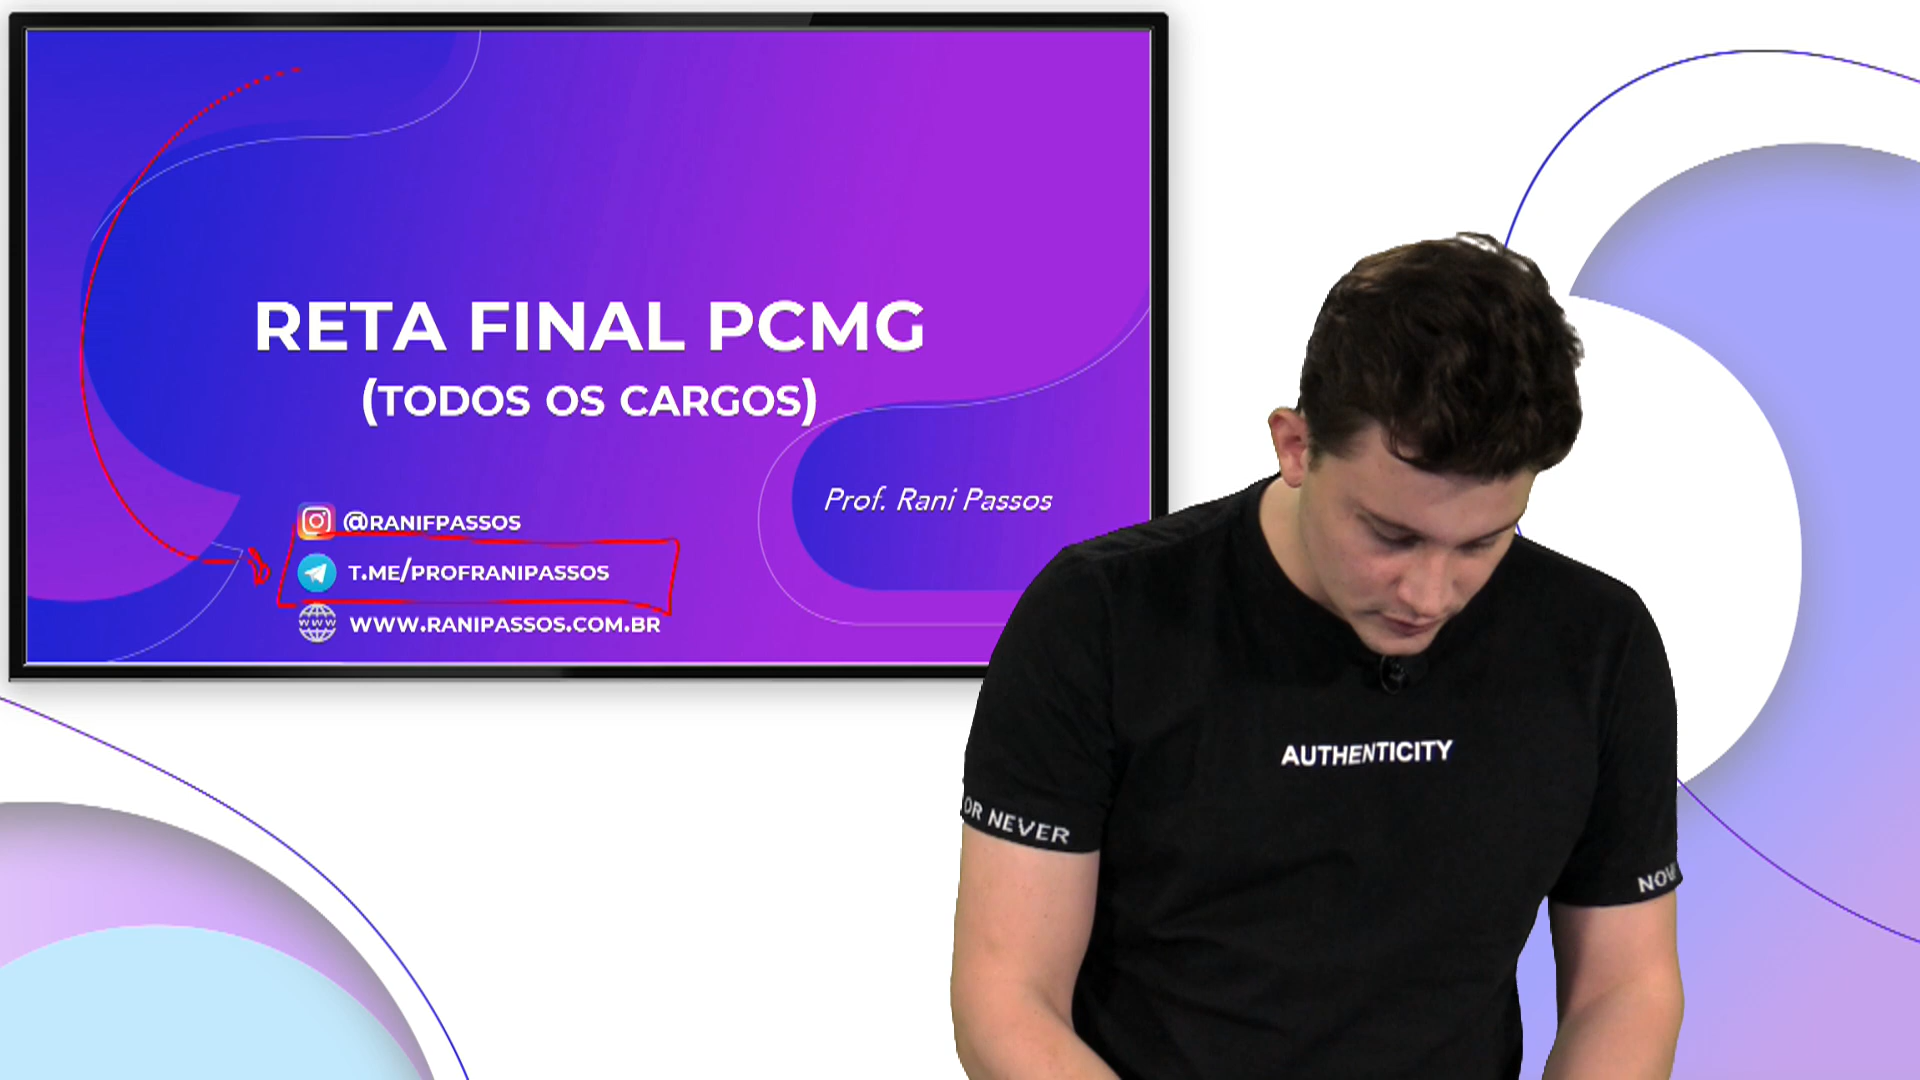 RETA FINAL PCMG
(TODOS OS CARGOS)
Prof. Rani Passos
@RANIFPASSOS
T.ME/PROFRANIPASSOS
WWW
WWW.RANIPASSOS.COM.BR
AUTHENTICITY
OR NEVER
NOW